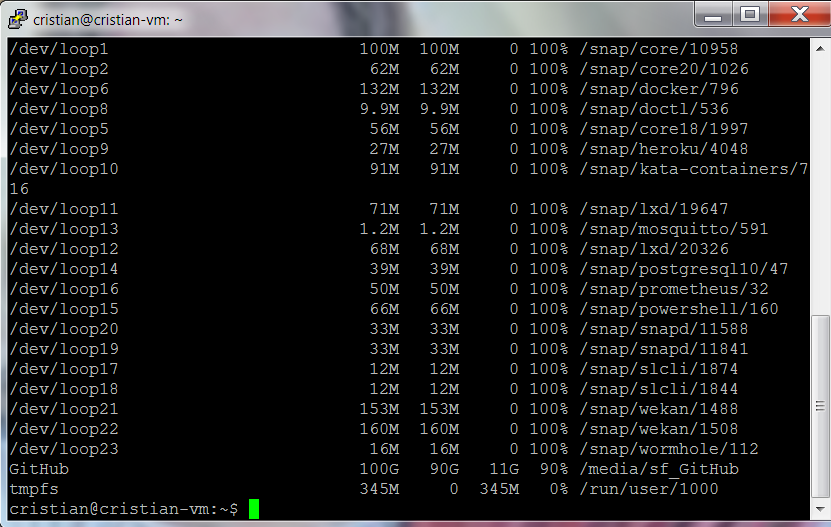 cristian@cristian-vm: ~
/dev/loop1 100M 100M 0 100% /snap/core/10958
/dev/loop2 62M 62M 0 100% /snap/core20/1026
/dev/loop6 132M 132M 0 100% /snap/docker/796
/dev/loop8 9.9M 9.9M 0 100% /snap/doctl/536
/dev/loop5 56M 56M 0 100% /snap/core18/1997
/dev/loop9 27M 27M 0 100% /snap/heroku/4048
/dev/loop10 91M 91M 0 100% /snap/kata-containers/7
16
/dev/loop11 71M 71M 0 100% /snap/lxd/19647
/dev/loop13 1.2M 1.2M 0 100% /snap/mosquitto/591
/dev/loop12 68M 68M 0 100% /snap/lxd/20326
/dev/loop14 39M 39M 0 100% /snap/postgresql10/47
/dev/loop16 50M 50M 0 100% /snap/prometheus/32
/dev/loop15 66M 66M 0 100% /snap/powershell/160
/dev/loop20 33M 33M 0 100% /snap/snapd/11588
/dev/loop19 33M 33M 0 100% /snap/snapd/11841
/dev/loop17 12M 12M 0 100% /snap/slcli/1874
/dev/loop18 12M 12M 0 100% /snap/slcli/1844
/dev/loop21 153M 153M 0 100% /snap/wekan/1488
/dev/loop22 160M 160M 0 100% /snap/wekan/1508
/dev/loop23 16M 16M 0 100% /snap/wormhole/112
GitHub 100G 90G 11G 90% /media/sf_GitHub
tmpfs 345M 0 345M 0% /run/user/1000
cristian@cristian-vm:~$